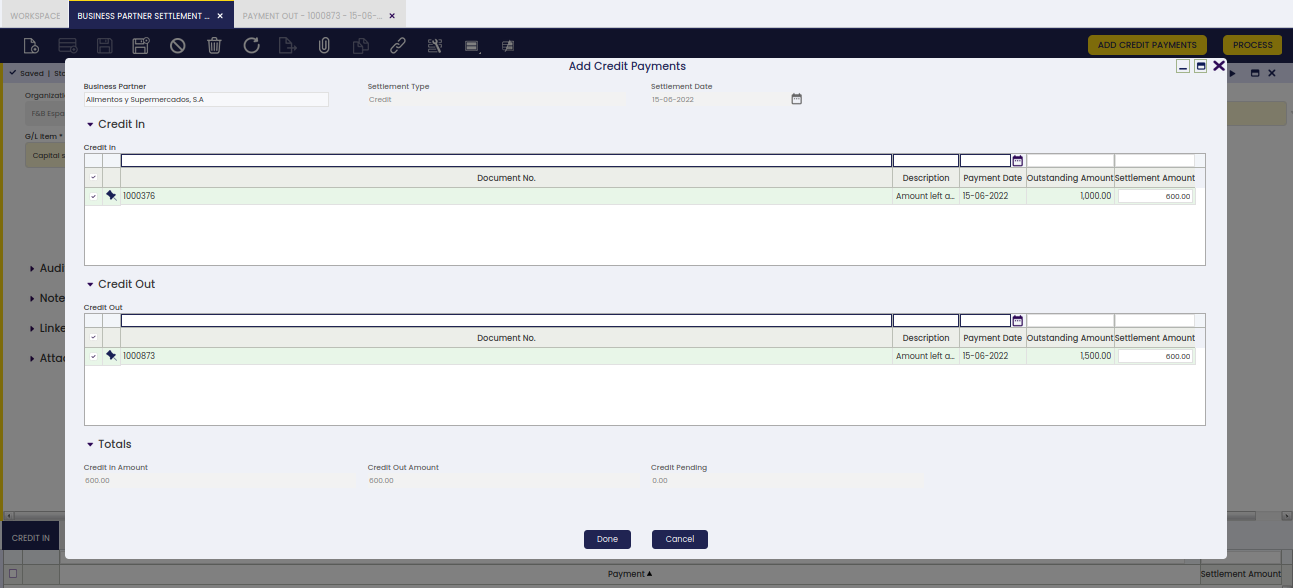 WORKSPACE
BUSINESS PARTNER SETTLEMENT ...
PAYMENT OUT - 1000873 - 15-06-...
ADD CREDIT PAYMENTS
PROCESS
Saved | Sta
Add Credit Payments
Organizatio
F&B Espa
G/L Item *
Capital s
Business Partner
Alimentos y Supermercados, S.A
Settlement Type
Credit
Settlement Date
15-06-2022
Credit In
Credit In
Document No.
Description
Payment Date
Outstanding Amount
Settlement Amount
1000376
Amount left a...
15-06-2022
1,000.00
600.00
Audi
Note
Linke
Attac
Credit Out
Credit Out
Document No.
Description
Payment Date
Outstanding Amount
Settlement Amount
1000873
Amount left a...
15-06-2022
1,500.00
600.00
Totals
Credit In Amount
600.00
Credit Out Amount
600.00
Credit Pending
0.00
Done
Cancel
CREDIT IN
Payment
Settlement Amount